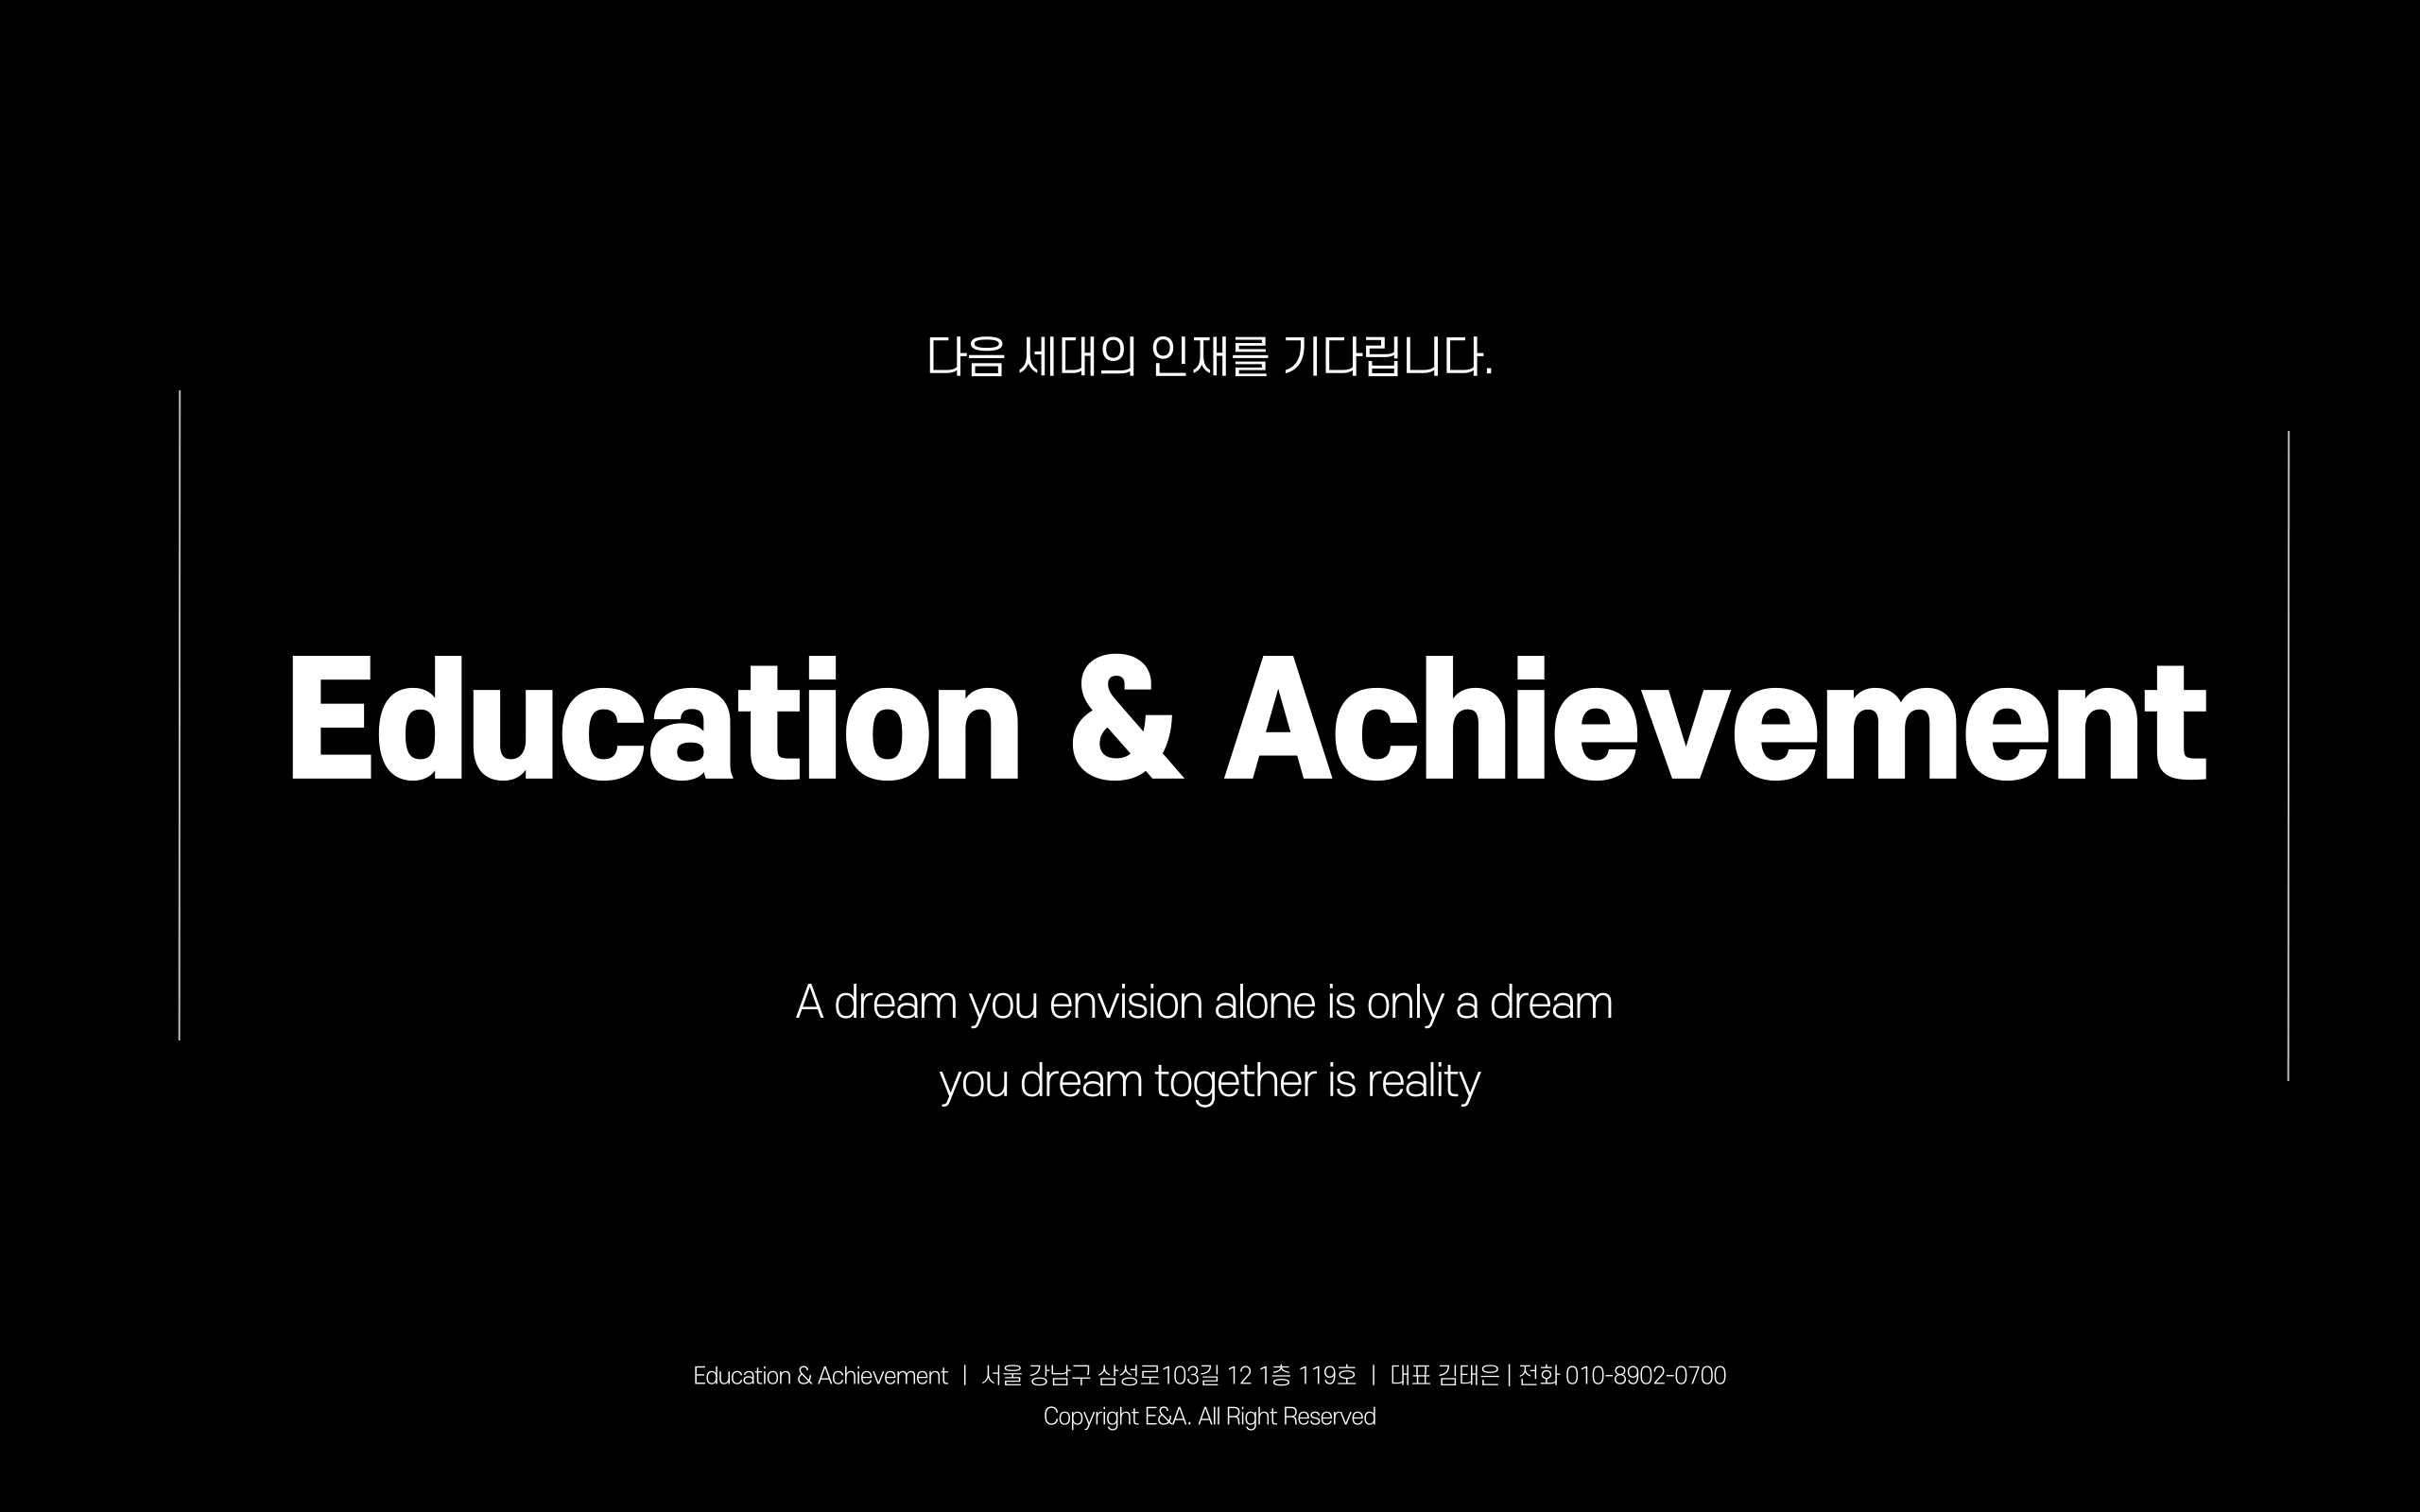 다음 세대의 인재를 기다립니다.
Education & Achievement
A dream you envision alone is only a dream
you dream together is reality
Education & Achievement | 서울 강남구 삼성로103길 12 1층 119호 | 대표 김태은 | 전화 010-8902-0700
Copyright E&A. All Right Reserved